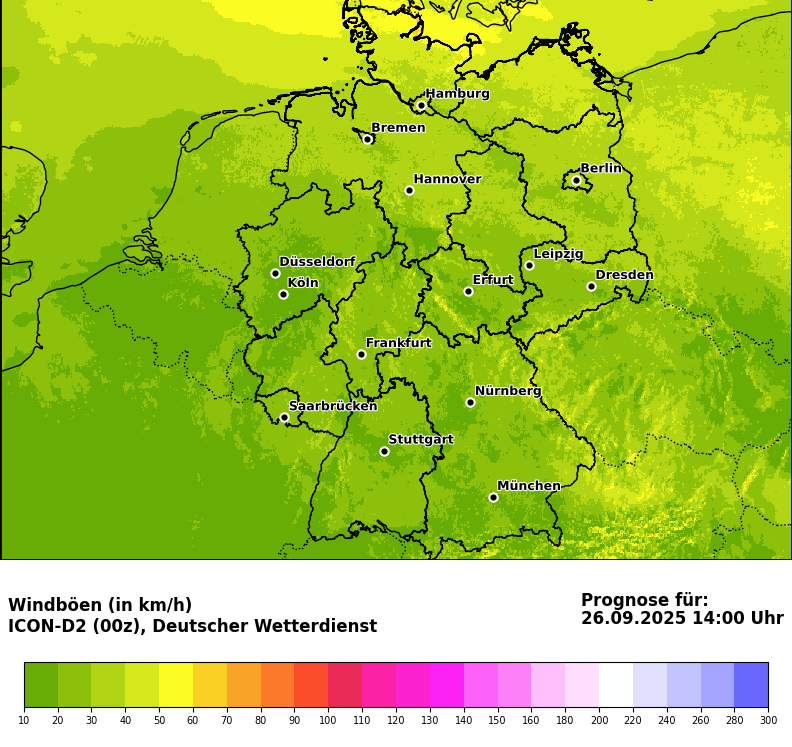 Hamburg
Bremen
Berlin
Hannover
Leipzig
Düsseldorf
Dresden
Köln
Erfurt
Frankfurt
Nürnberg
Saarbrücken
Stuttgart
München
Windböen (in km/h)
ICON-D2 (00z), Deutscher Wetterdienst
Prognose für:
26.09.2025 14:00 Uhr
10 20 30 40 50 60 70 80 90 100 110 120 130 140 150 160 180 200 220 240 260 280 300